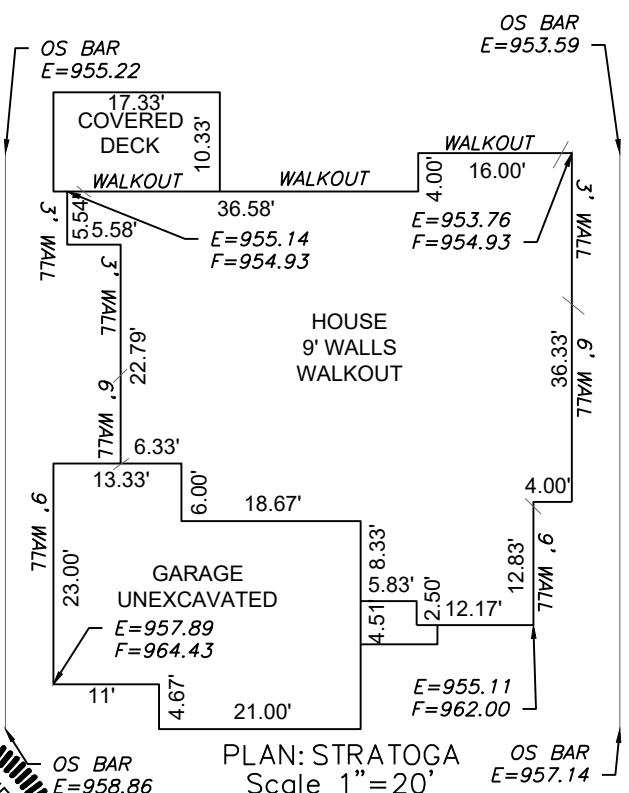 OS BAR
E=953.59
OS BAR
E=955.22
17.33'
COVERED
DECK
10.33'
WALKOUT
WALKOUT
WALKOUT
4.00'
16.00'
36.58'
3' WALL
5.54'
5.58'
E=955.14
F=954.93
E=953.76
F=954.93
3' WALL
3' WALL
22.79'
6' WALL
HOUSE
9' WALLS
WALKOUT
36.33'
6' WALL
6.33'
13.33'
6.00'
18.67'
4.00'
9' WALL
23.00'
8.33'
12.83'
9' WALL
GARAGE
UNEXCAVATED
5.83'
2.50'
4.51'
12.17'
E=957.89
F=964.43
11'
4.67'
21.00'
E=955.11
F=962.00
OS BAR
E=958.86
PLAN: STRATOGA
Scale 1"=20'
OS BAR
E=957.14